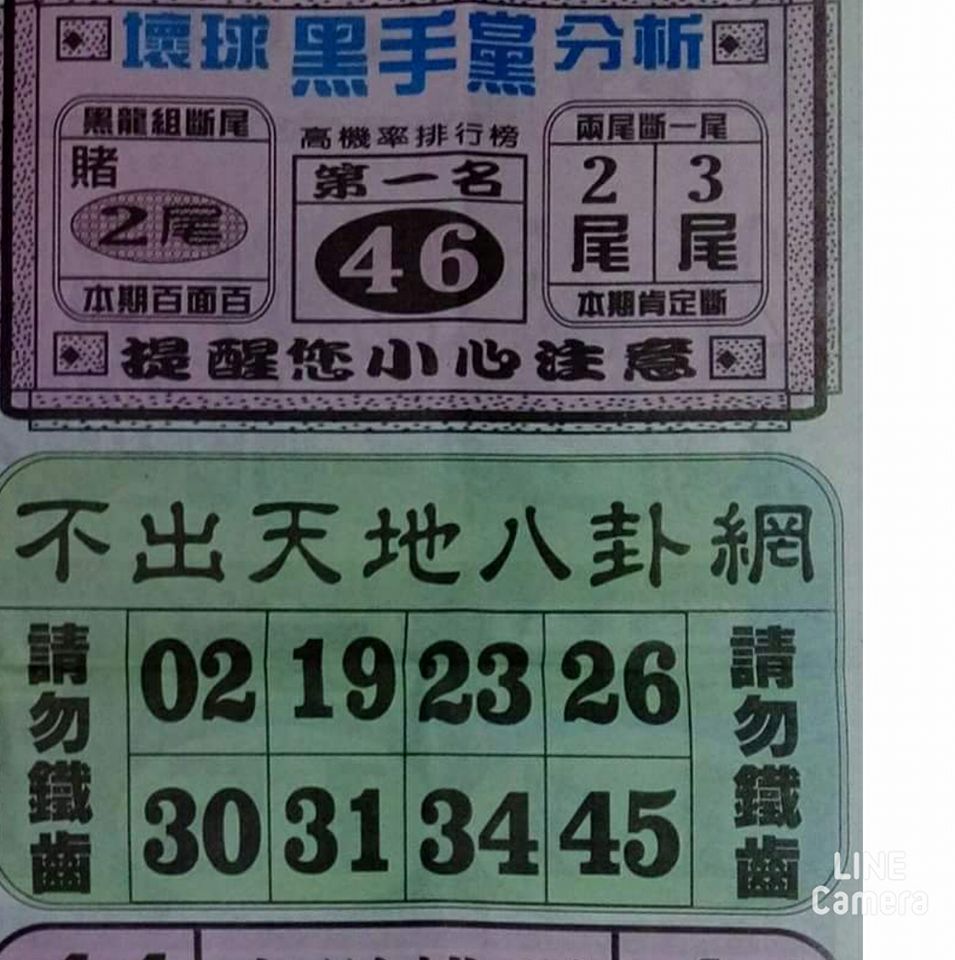 壞球黑手黨分析
黑龍組斷尾
賭
2尾
本期百面百
高機率排行榜
第一名
46
兩尾斷一尾
2尾 3尾
本期肯定斷
提醒您小心注意
不出天地八卦網
請勿鐵齒
02 19 23 26
30 31 34 45
請勿鐵齒
LINE
Camera